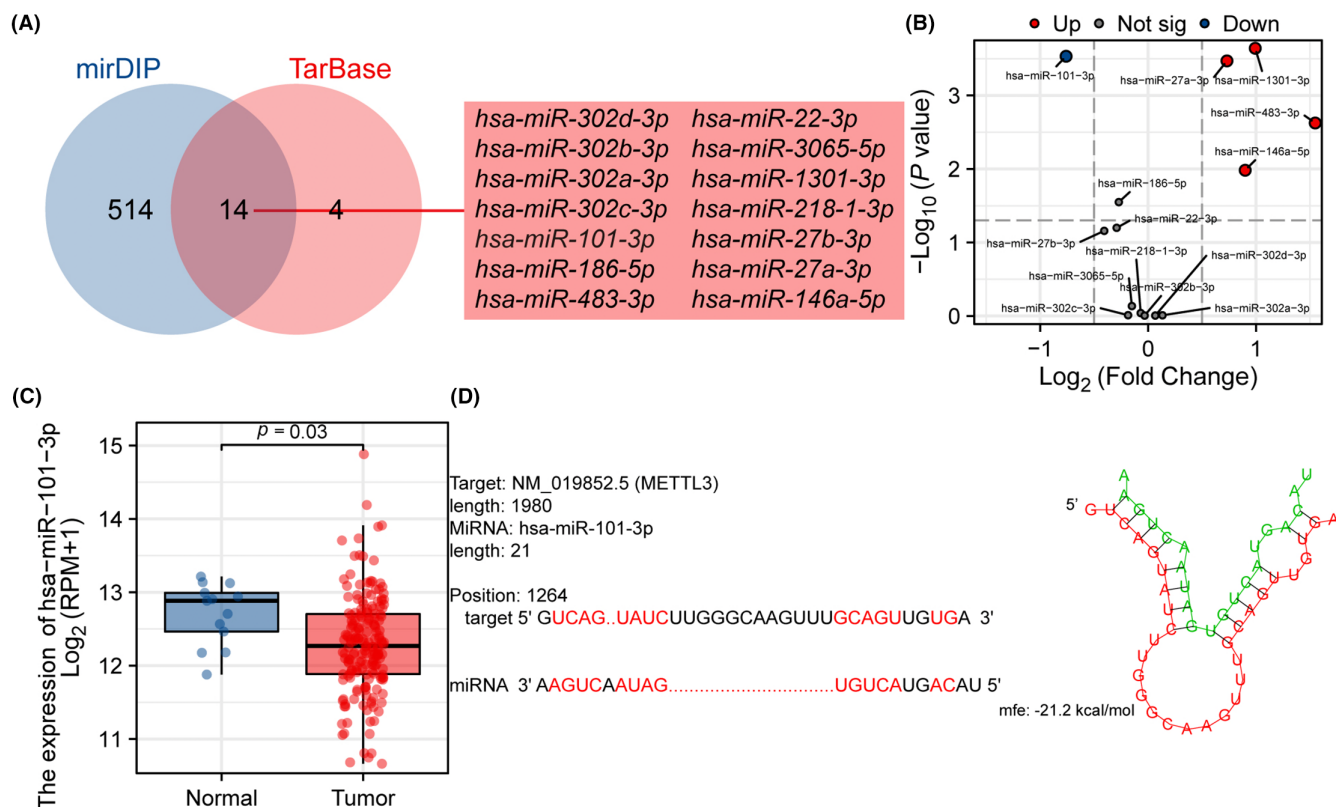 (A)
mirDIP
TarBase
514
14
4
hsa-miR-302d-3p hsa-miR-22-3p
hsa-miR-302b-3p hsa-miR-3065-5p
hsa-miR-302a-3p hsa-miR-1301-3p
hsa-miR-302c-3p hsa-miR-218-1-3p
hsa-miR-101-3p hsa-miR-27b-3p
hsa-miR-186-5p hsa-miR-27a-3p
hsa-miR-483-3p hsa-miR-146a-5p
(B)
Up Not sig Down
−Log10 (P value)
3
2
1
0
hsa-miR-101-3p
hsa-miR-27a-3p
hsa-miR-1301-3p
hsa-miR-483-3p
hsa-miR-146a-5p
hsa-miR-186-5p
hsa-miR-22-3p
hsa-miR-27b-3p
hsa-miR-218-1-3p
hsa-miR-302d-3p
hsa-miR-3065-5p
hsa-miR-302b-3p
hsa-miR-302c-3p
hsa-miR-302a-3p
−1 0 1
Log2 (Fold Change)
(C)
The expression of hsa−miR−101−3p
Log2 (RPM+1)
15
14
13
12
11
p = 0.03
Normal Tumor
(D)
Target: NM_019852.5 (METTL3)
length: 1980
MiRNA: hsa-miR-101-3p
length: 21
Position: 1264
target 5' GUCAG..UAUCUUGGGCAAGUUUGCAGUUGUGA 3'
miRNA 3' AAGUCAAUAG................................UGUCAUGACAU 5'
5'
mfe: -21.2 kcal/mol